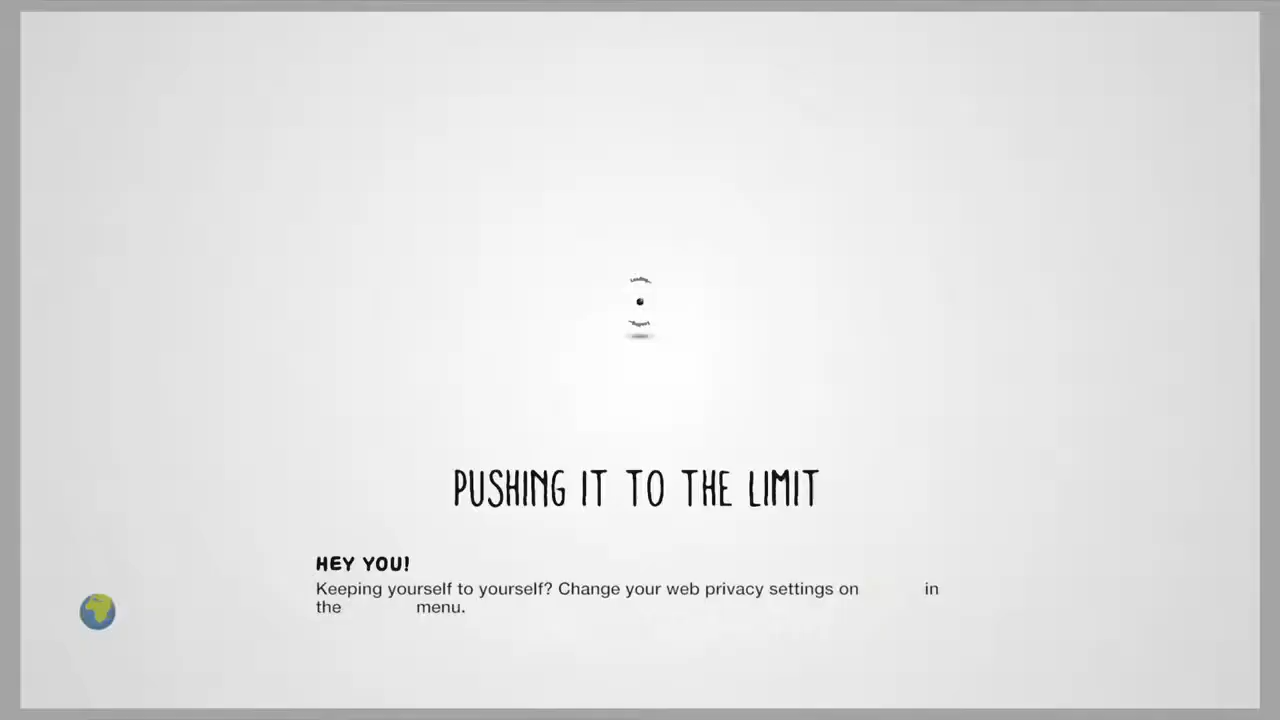 Loading...
PUSHING IT TO THE LIMIT
HEY YOU!
Keeping yourself to yourself? Change your web privacy settings on in
the menu.